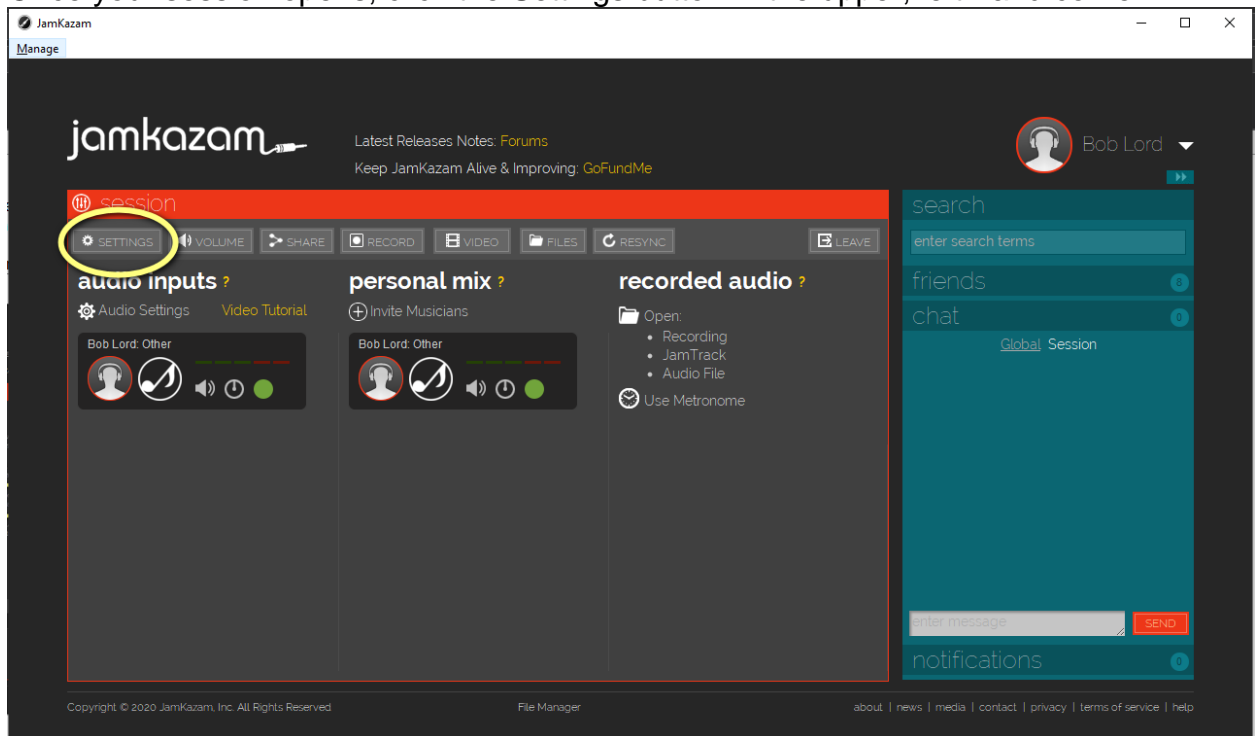 JamKazam
Manage
jamkazam
Latest Releases Notes: Forums
Keep JamKazam Alive & Improving: GoFundMe
Bob Lord
session
SETTINGS VOLUME SHARE RECORD VIDEO FILES RESYNC LEAVE
audio inputs ?
Audio Settings Video Tutorial
Bob Lord: Other
personal mix ?
Invite Musicians
Bob Lord: Other
recorded audio ?
Open:
• Recording
• JamTrack
• Audio File
Use Metronome
search
enter search terms
friends 8
chat 0
Global Session
enter message SEND
notifications 0
Copyright © 2020 JamKazam, Inc. All Rights Reserved File Manager about | news | media | contact | privacy | terms of service | help